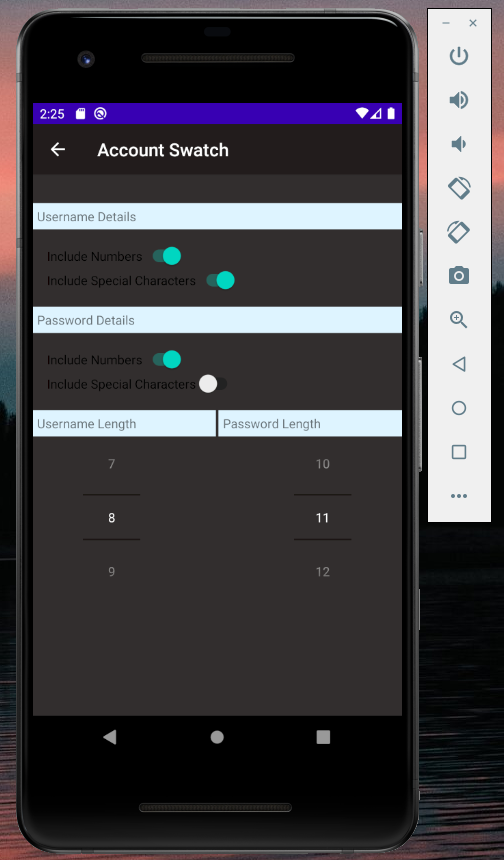 2:25
Account Swatch
Username Details
Include Numbers
Include Special Characters
Password Details
Include Numbers
Include Special Characters
Username Length Password Length
7 10
8 11
9 12